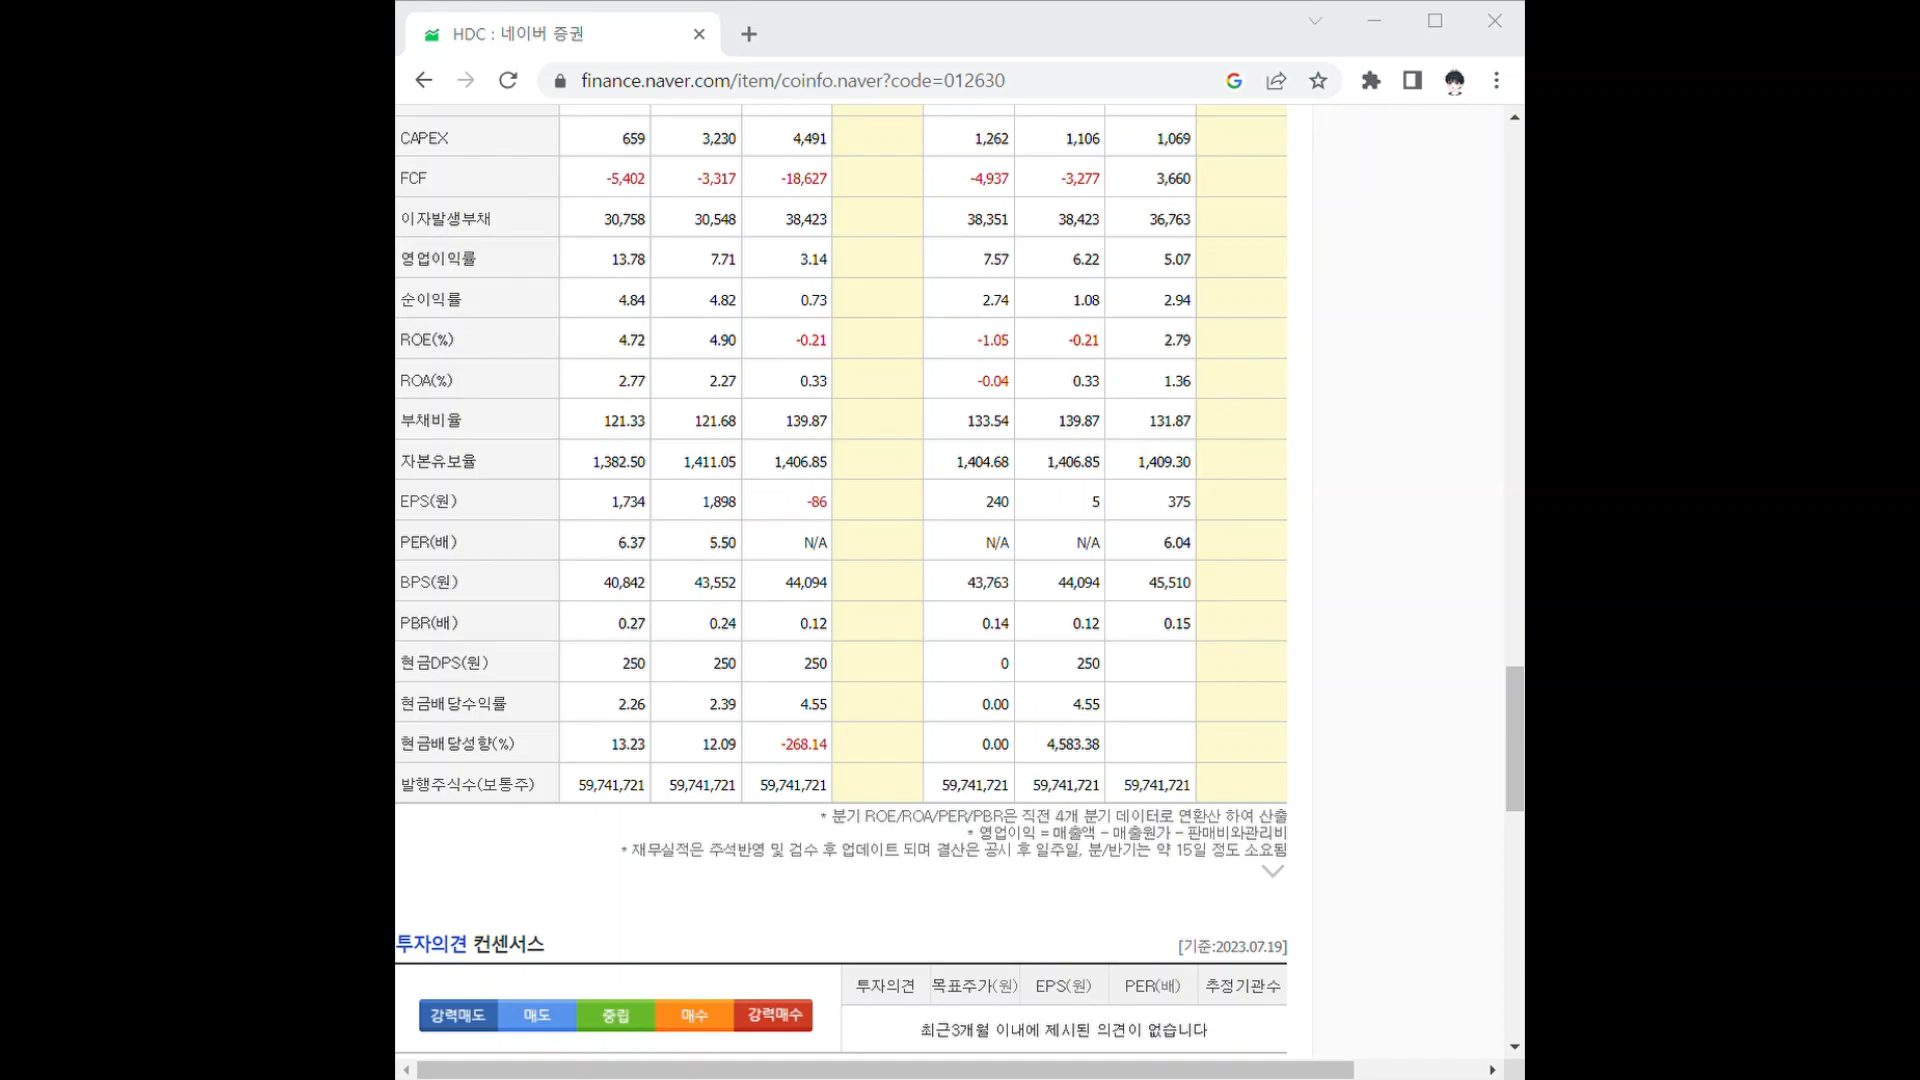 HDC : 네이버 증권
finance.naver.com/item/coinfo.naver?code=012630
CAPEX 659 3,230 4,491 1,262 1,106 1,069
FCF -5,402 -3,317 -18,627 -4,937 -3,277 3,660
이자발생부채 30,758 30,548 38,423 38,351 38,423 36,763
영업이익률 13.78 7.71 3.14 7.57 6.22 5.07
순이익률 4.84 4.82 0.73 2.74 1.08 2.94
ROE(%) 4.72 4.90 -0.21 -1.05 -0.21 2.79
ROA(%) 2.77 2.27 0.33 -0.04 0.33 1.36
부채비율 121.33 121.68 139.87 133.54 139.87 131.87
자본유보율 1,382.50 1,411.05 1,406.85 1,404.68 1,406.85 1,409.30
EPS(원) 1,734 1,898 -86 240 5 375
PER(배) 6.37 5.50 N/A N/A N/A 6.04
BPS(원) 40,842 43,552 44,094 43,763 44,094 45,510
PBR(배) 0.27 0.24 0.12 0.14 0.12 0.15
현금DPS(원) 250 250 250 0 250
현금배당수익률 2.26 2.39 4.55 0.00 4.55
현금배당성향(%) 13.23 12.09 -268.14 0.00 4,583.38
발행주식수(보통주) 59,741,721 59,741,721 59,741,721 59,741,721 59,741,721 59,741,721
* 분기 ROE/ROA/PER/PBR은 직전 4개 분기 데이터로 연환산 하여 산출
* 영업이익 = 매출액 - 매출원가 - 판매비와관리비
* 재무실적은 주석반영 및 검수 후 업데이트 되며 결산은 공시 후 일주일, 분/반기는 약 15일 정도 소요됨
투자의견 컨센서스 [기준:2023.07.19]
투자의견 목표주가(원) EPS(원) PER(배) 추정기관수
강력매도 매도 중립 매수 강력매수
최근3개월 이내에 제시된 의견이 없습니다